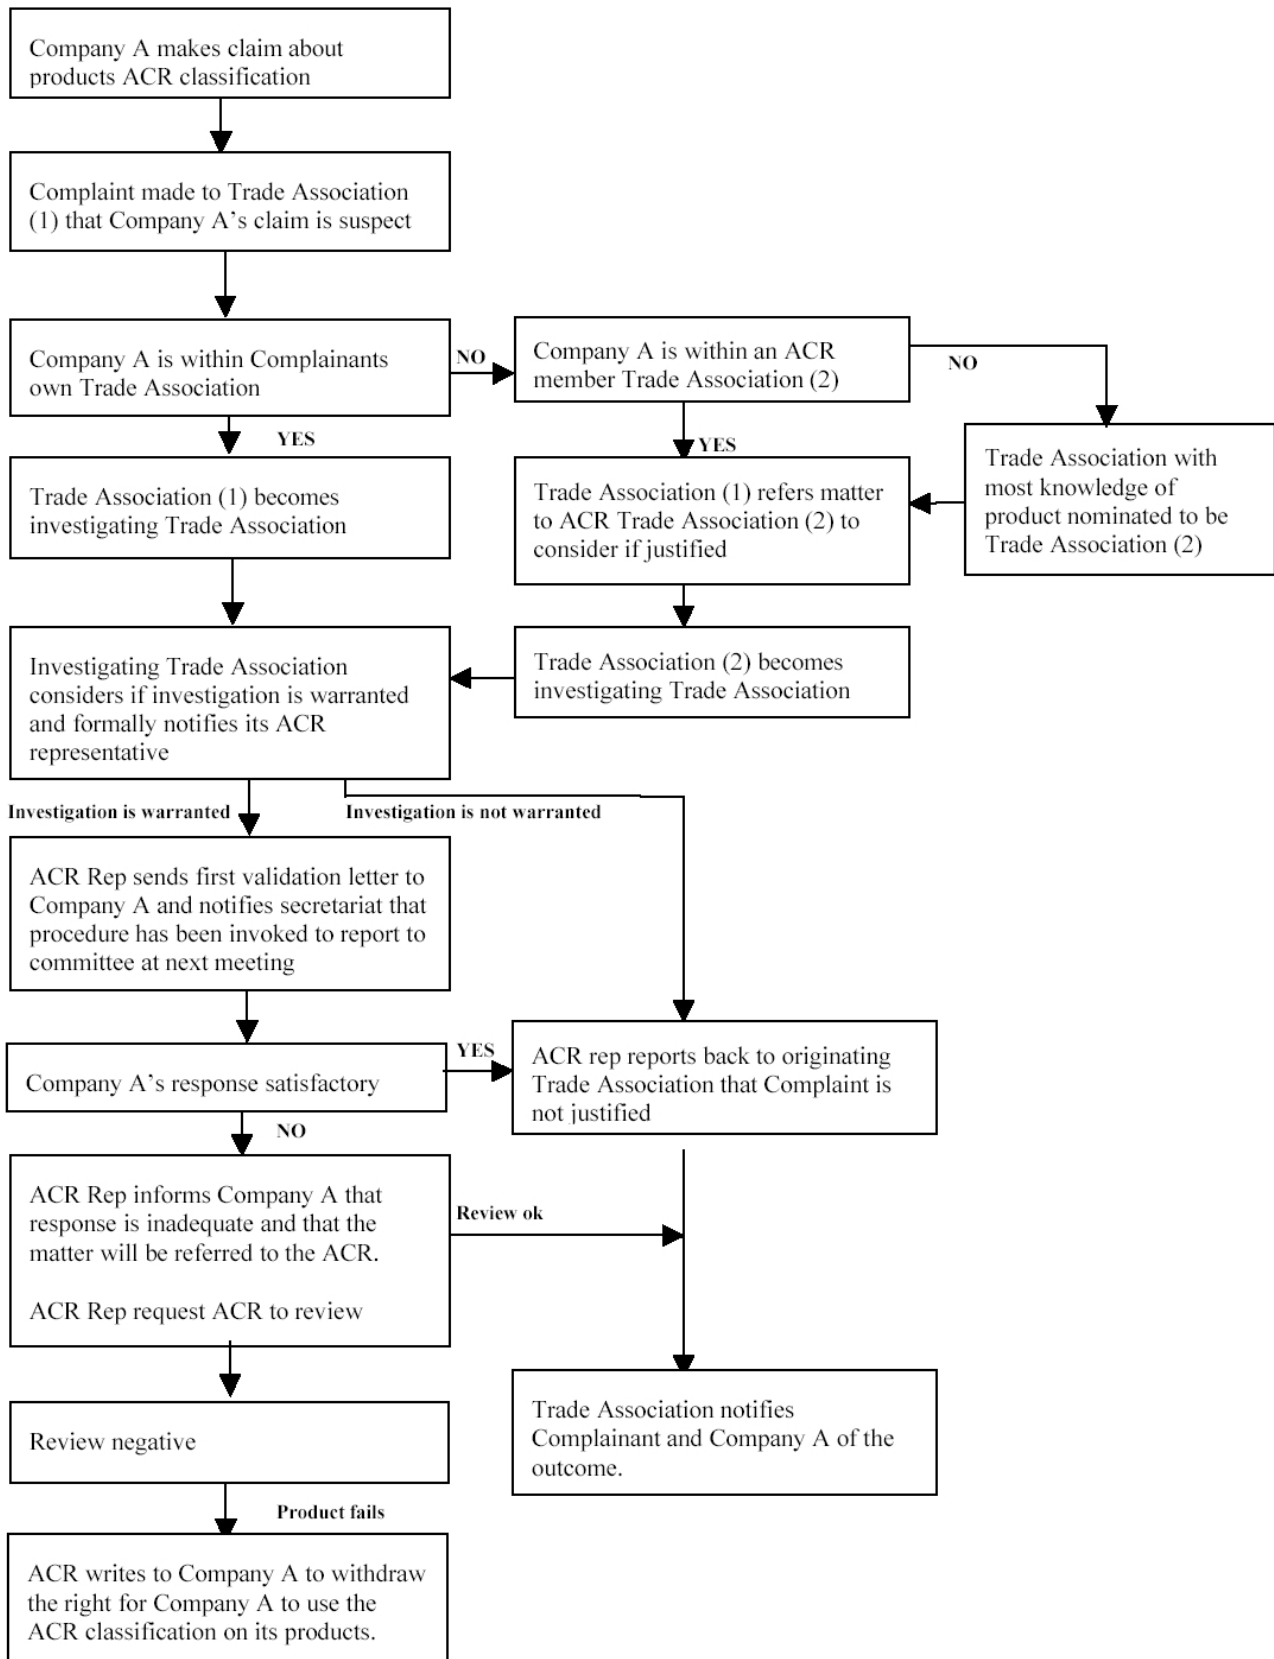 Company A makes claim about
products ACR classification
Complaint made to Trade Association
(1) that Company A's claim is suspect
Company A is within Complainants
own Trade Association
NO
Company A is within an ACR
member Trade Association (2)
NO
YES
YES
Trade Association (1) becomes
investigating Trade Association
Trade Association (1) refers matter
to ACR Trade Association (2) to
consider if justified
Trade Association with
most knowledge of
product nominated to be
Trade Association (2)
Investigating Trade Association
considers if investigation is warranted
and formally notifies its ACR
representative
Trade Association (2) becomes
investigating Trade Association
Investigation is warranted
Investigation is not warranted
ACR Rep sends first validation letter to
Company A and notifies secretariat that
procedure has been invoked to report to
committee at next meeting
Company A's response satisfactory
YES
ACR rep reports back to originating
Trade Association that Complaint is
not justified
NO
ACR Rep informs Company A that
response is inadequate and that the
matter will be referred to the ACR.
ACR Rep request ACR to review
Review ok
Review negative
Trade Association notifies
Complainant and Company A of the
outcome.
Product fails
ACR writes to Company A to withdraw
the right for Company A to use the
ACR classification on its products.